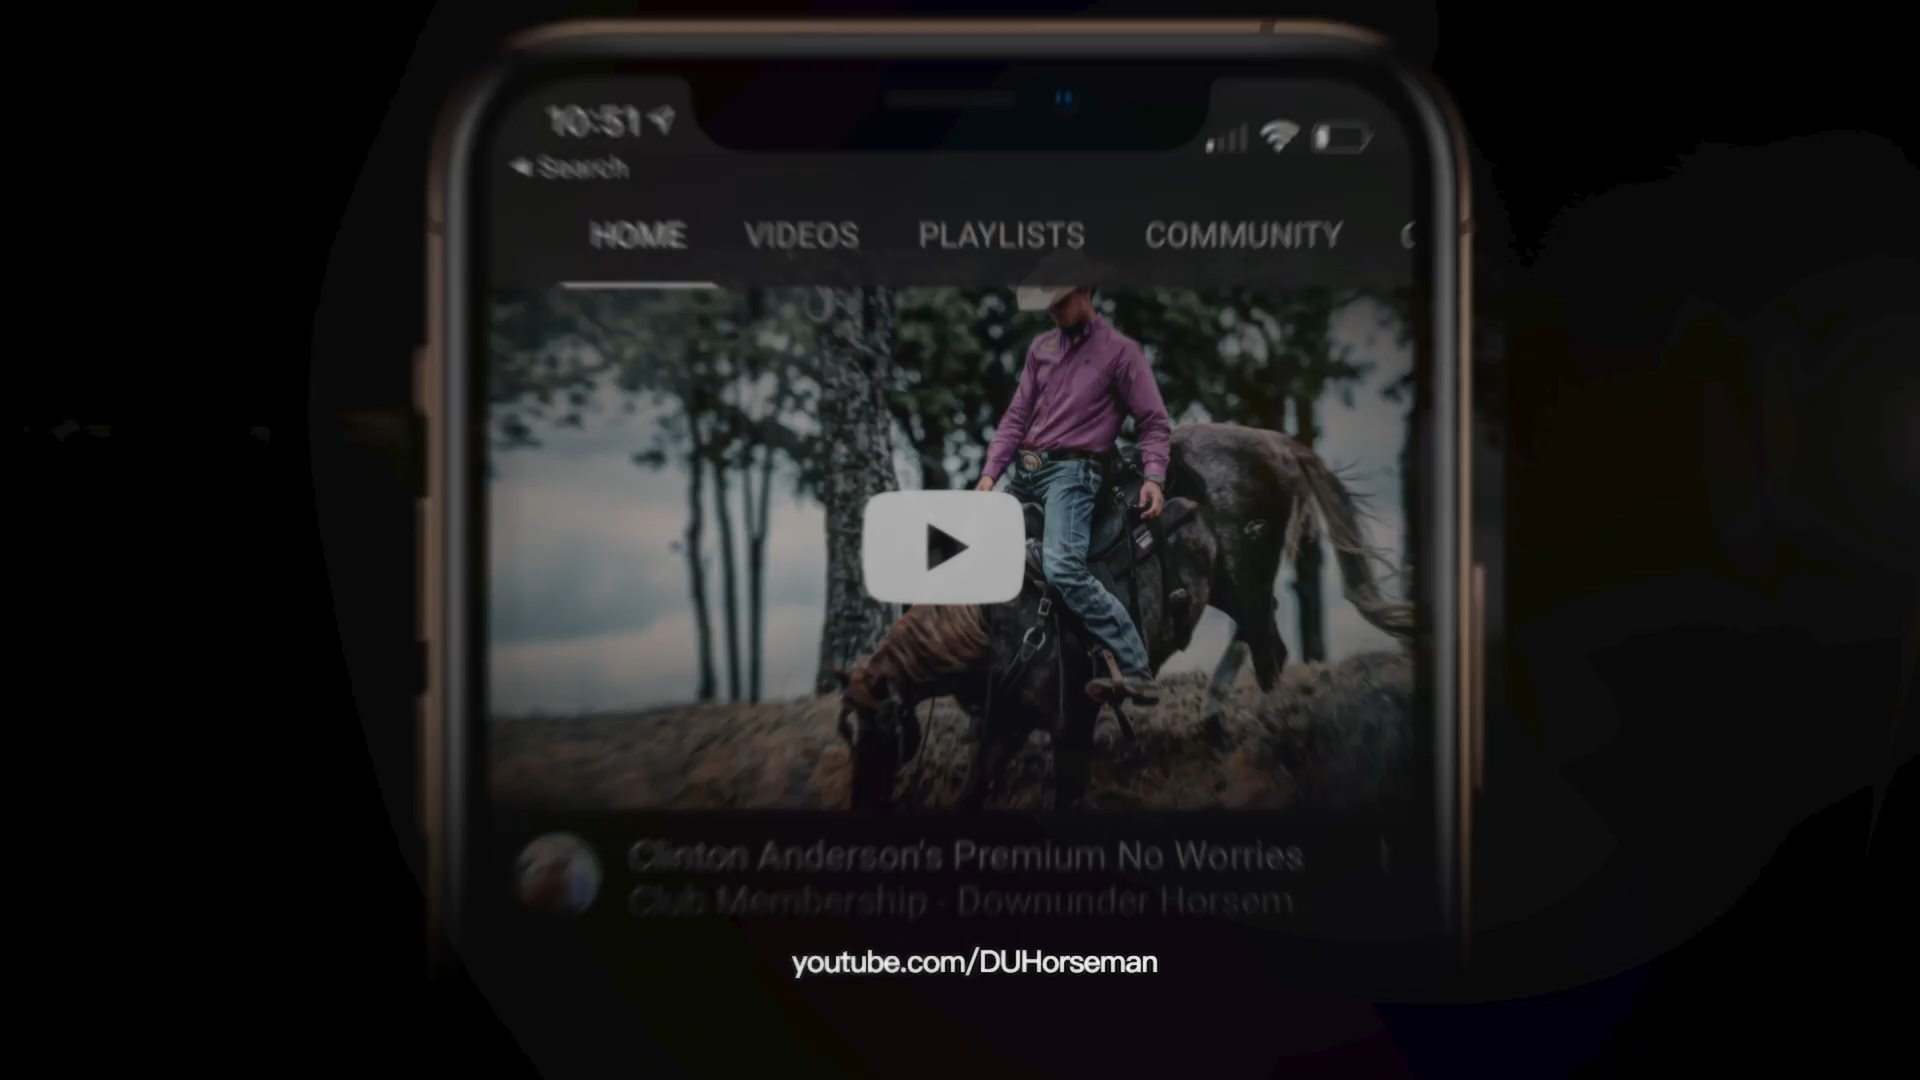 10:51
Search
HOME VIDEOS PLAYLISTS COMMUNITY
Clinton Anderson's Premium No Worries
Club Membership - Downunder Horsem
youtube.com/DUHorseman